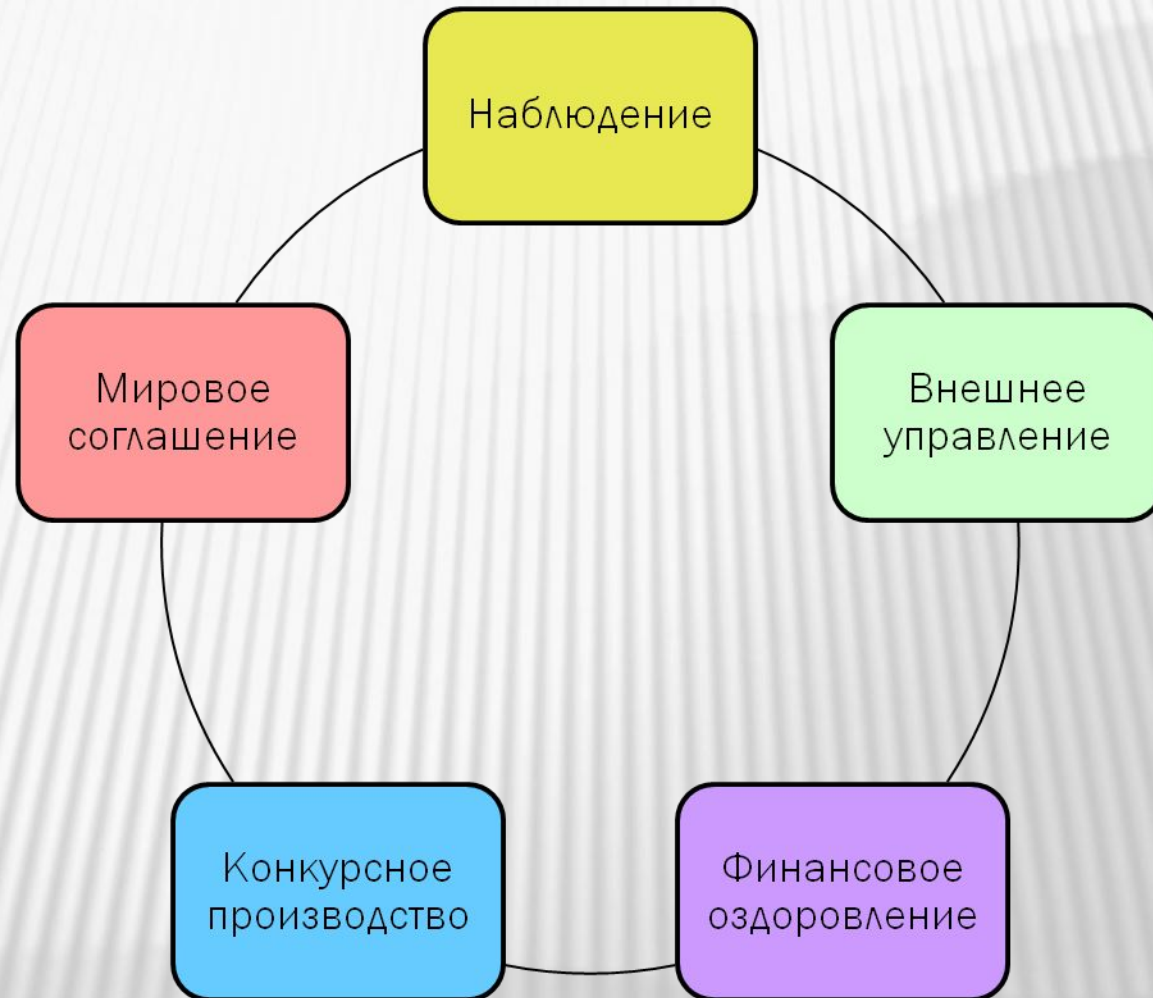 Наблюдение
Мировое
соглашение
Внешнее
управление
Конкурсное
производство
Финансовое
оздоровление